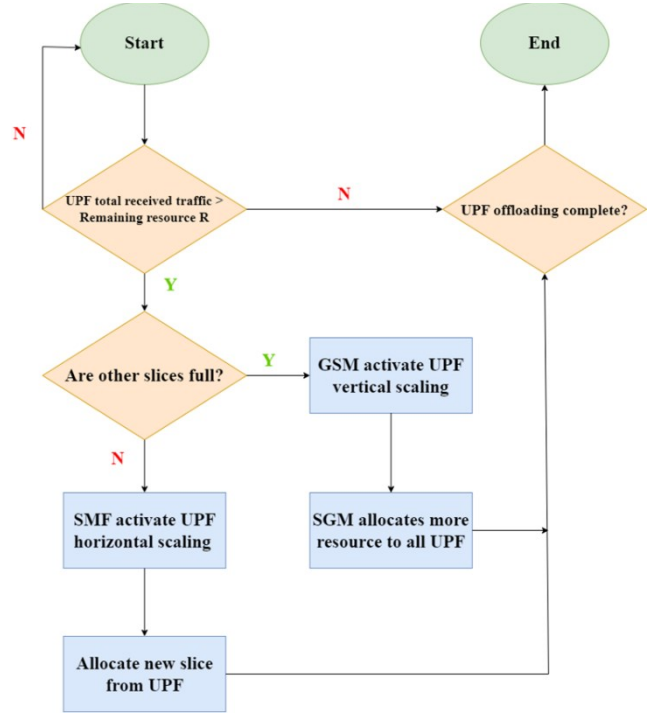 Start
End
N
UPF total received traffic >
Remaining resource R
N
UPF offloading complete?
Y
Are other slices full?
Y
GSM activate UPF
vertical scaling
N
SMF activate UPF
horizontal scaling
SGM allocates more
resource to all UPF
Allocate new slice
from UPF